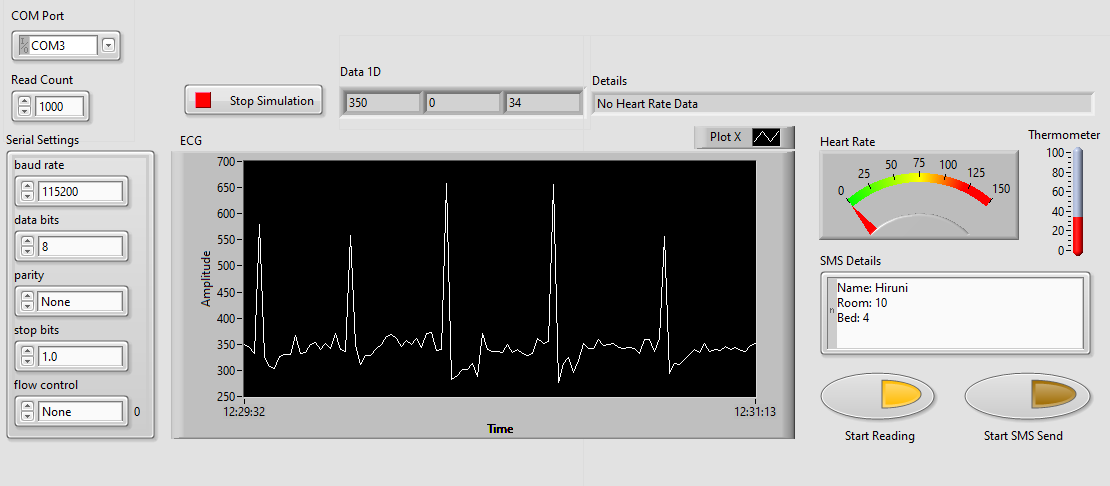 COM Port
COM3
Read Count
1000
Serial Settings
baud rate
115200
data bits
8
parity
None
stop bits
1.0
flow control
None
0
Stop Simulation
Data 1D
350 0 34
Details
No Heart Rate Data
ECG
Plot X
700
650
600
550
500
450
400
350
300
250
Amplitude
12:29:32 12:31:13
Time
Heart Rate
0 25 50 75 100 125 150
Thermometer
100
80
60
40
20
0
SMS Details
Name: Hiruni
Room: 10
Bed: 4
Start Reading
Start SMS Send